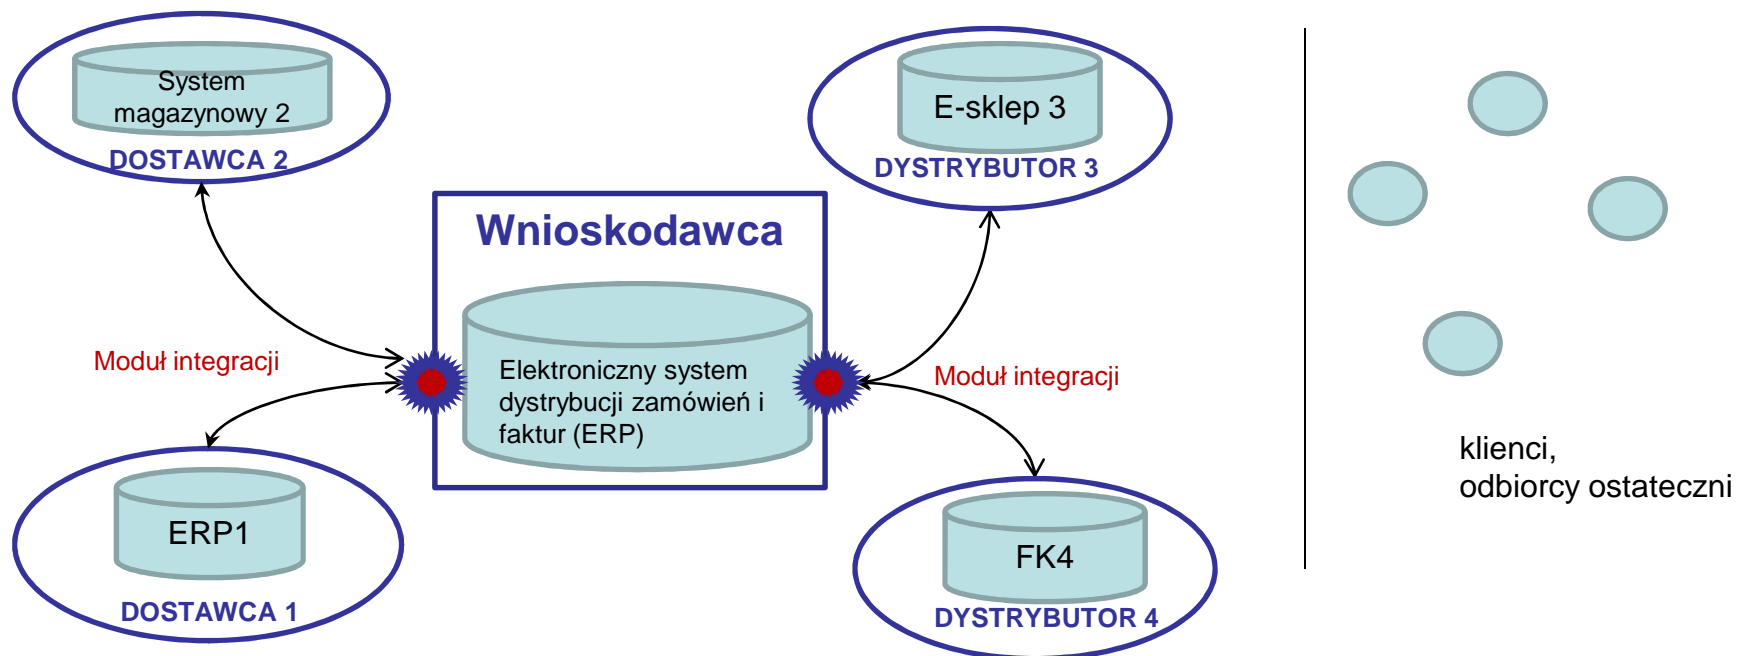 System
magazynowy 2
DOSTAWCA 2
E-sklep 3
DYSTRYBUTOR 3
Wnioskodawca
Moduł integracji
Elektroniczny system
dystrybucji zamówień i
faktur (ERP)
Moduł integracji
ERP1
DOSTAWCA 1
FK4
DYSTRYBUTOR 4
klienci,
odbiorcy ostateczni